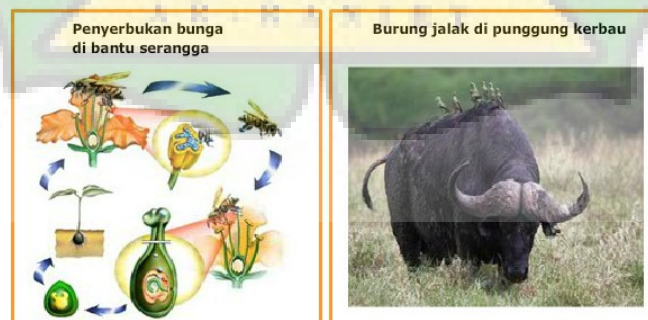 Penyerbukan bunga
di bantu serangga
Burung jalak di punggung kerbau